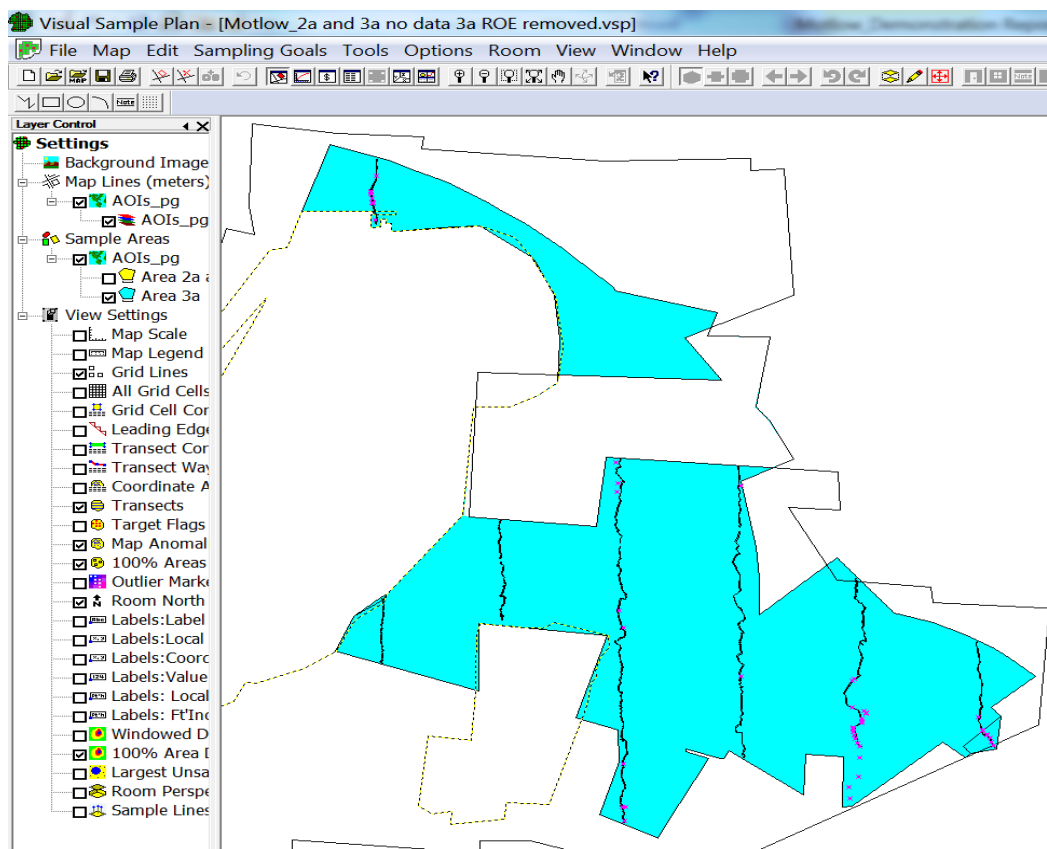 Visual Sample Plan - [Motlow_2a and 3a no data 3a ROE removed.vsp]
File Map Edit Sampling Goals Tools Options Room View Window Help
MAP
Note
Layer Control
Settings
Background Image
Map Lines (meters)
AOIs_pg
AOIs_pg
Sample Areas
AOIs_pg
Area 2a a
Area 3a
View Settings
Map Scale
Map Legend
Grid Lines
All Grid Cells
Grid Cell Cor
Leading Edge
Transect Cor
Transect Way
Coordinate A
Transects
Target Flags
Map Anomal
100% Areas
Outlier Marke
Room North
Labels:Label
Labels:Local
Labels:Coord
Labels:Value
Labels: Local
Labels: Ft'Inc
Windowed D
100% Area D
Largest Unsa
Room Perspe
Sample Lines